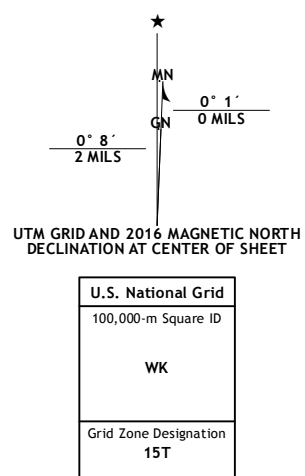 ★
MN
GN
0° 1´
0 MILS
0° 8´
2 MILS
UTM GRID AND 2016 MAGNETIC NORTH
DECLINATION AT CENTER OF SHEET
U.S. National Grid
100,000-m Square ID
WK
Grid Zone Designation
15T